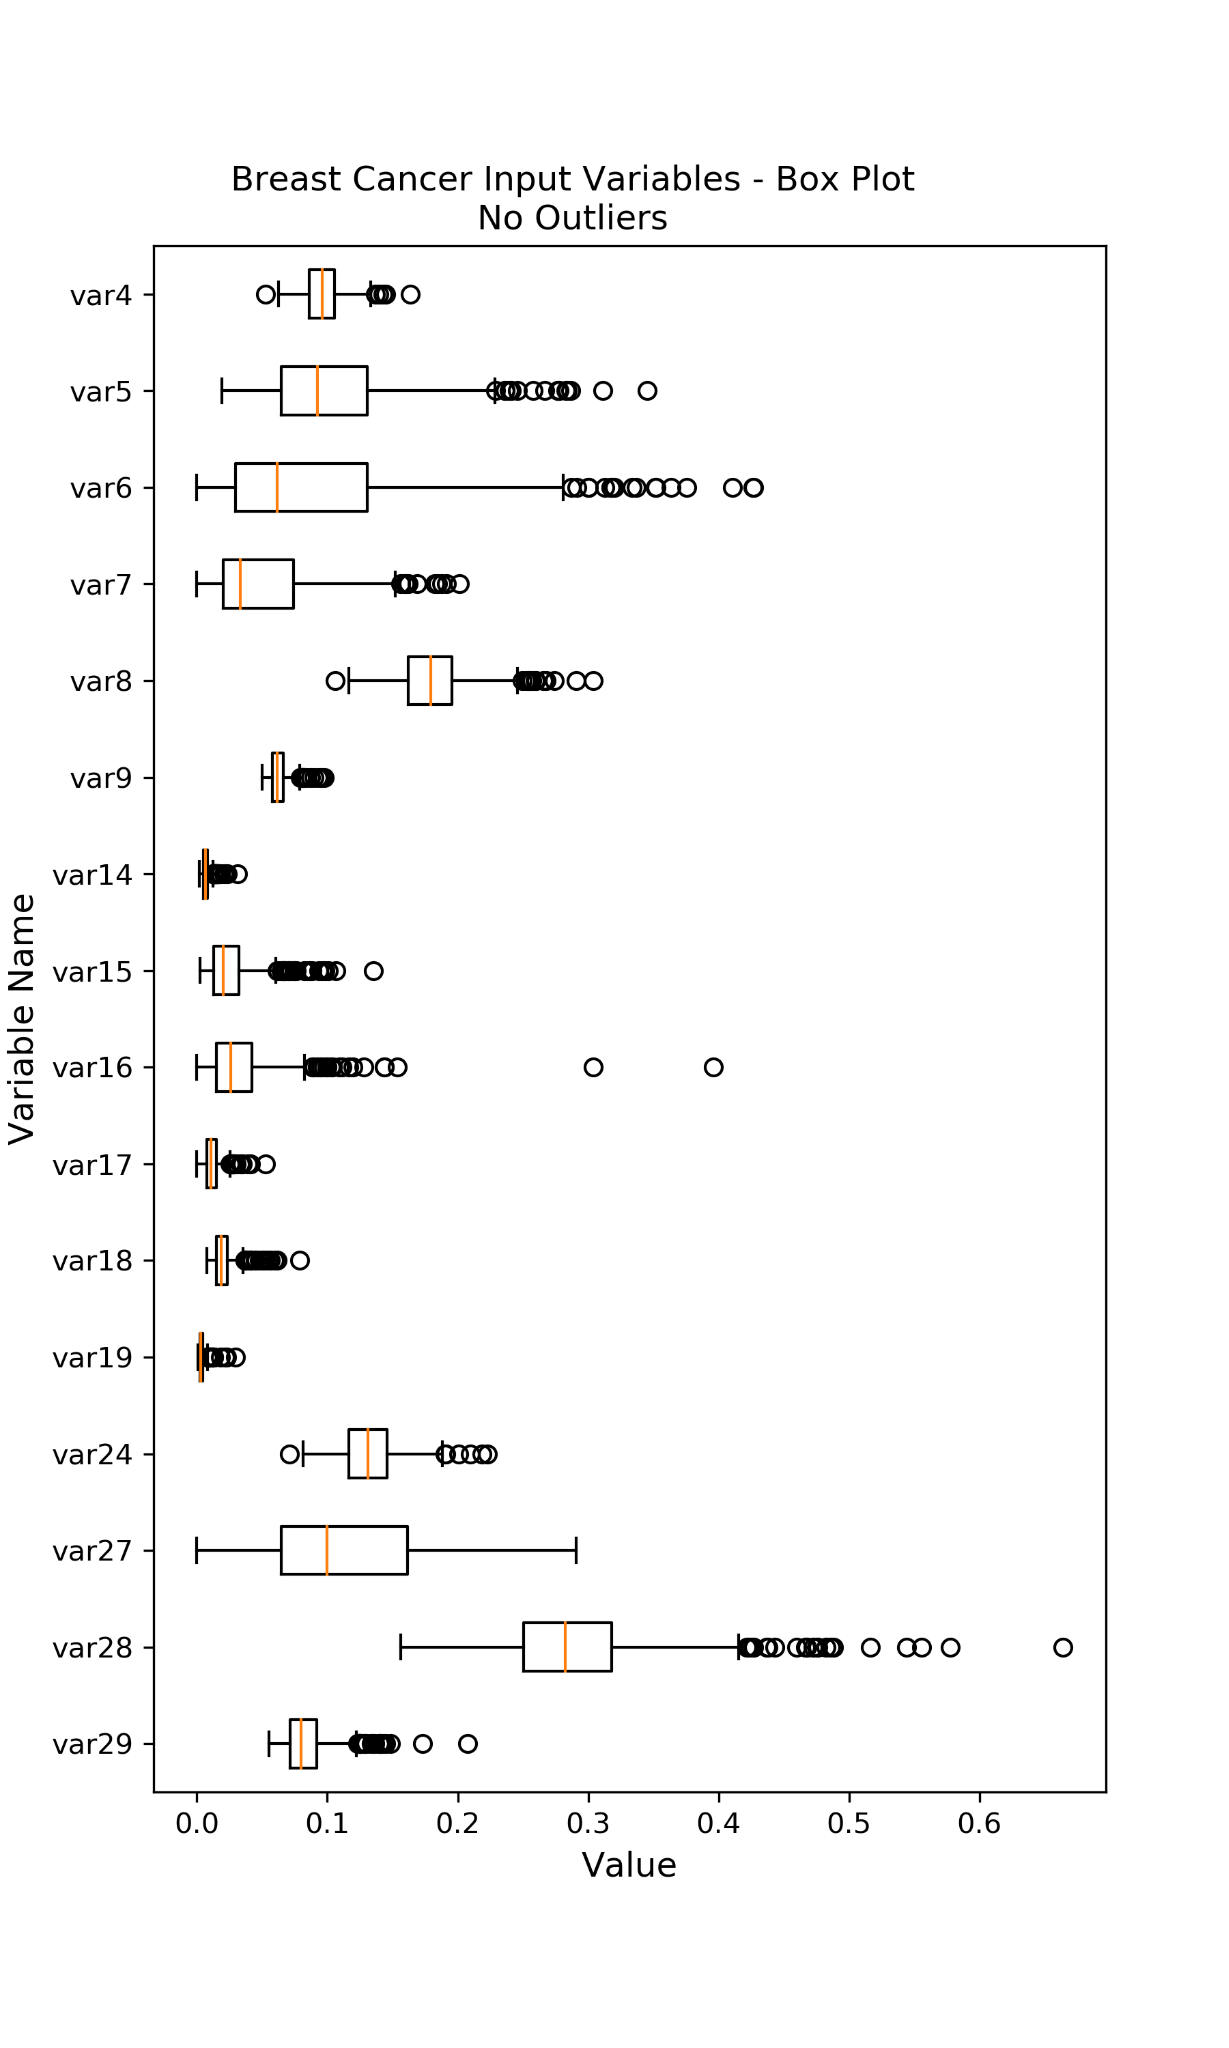 Breast Cancer Input Variables - Box Plot
No Outliers
Variable Name
var4
var5
var6
var7
var8
var9
var14
var15
var16
var17
var18
var19
var24
var27
var28
var29
0.0 0.1 0.2 0.3 0.4 0.5 0.6
Value